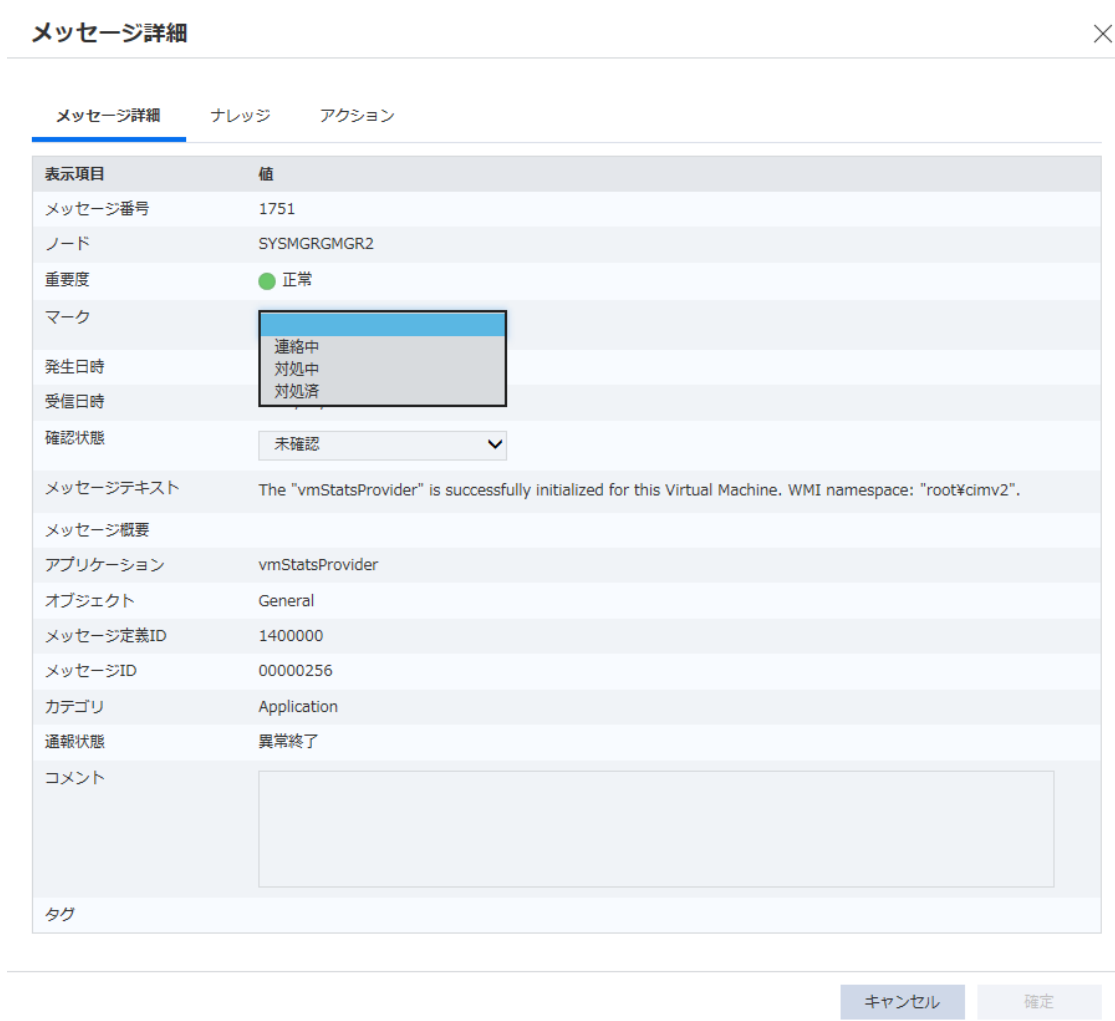 メッセージ詳細
メッセージ詳細 ナレッジ アクション
表示項目 値
メッセージ番号 1751
ノード SYSMGRGMGR2
重要度 正常
マーク
連絡中
発生日時 対処中
受信日時 対処済
確認状態 未確認
メッセージテキスト The "vmStatsProvider" is successfully initialized for this Virtual Machine. WMI namespace: "root¥cimv2".
メッセージ概要
アプリケーション vmStatsProvider
オブジェクト General
メッセージ定義ID 1400000
メッセージID 00000256
カテゴリ Application
通報状態 異常終了
コメント
タグ
キャンセル 確定